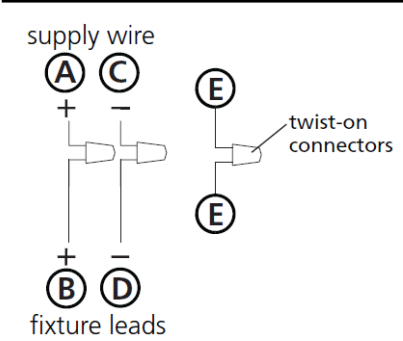 supply wire
A C
+ −
E
twist-on
connectors
E
+ −
B D
fixture leads